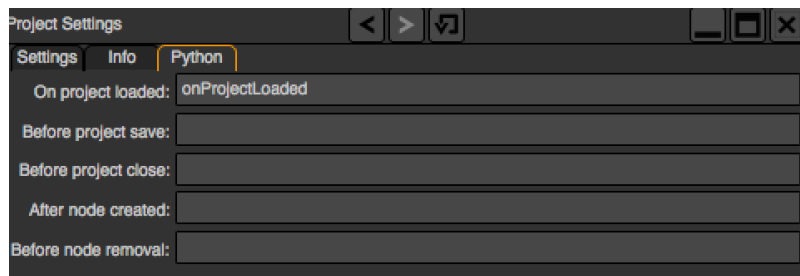 Project Settings
Settings Info Python
On project loaded: onProjectLoaded
Before project save:
Before project close:
After node created:
Before node removal: